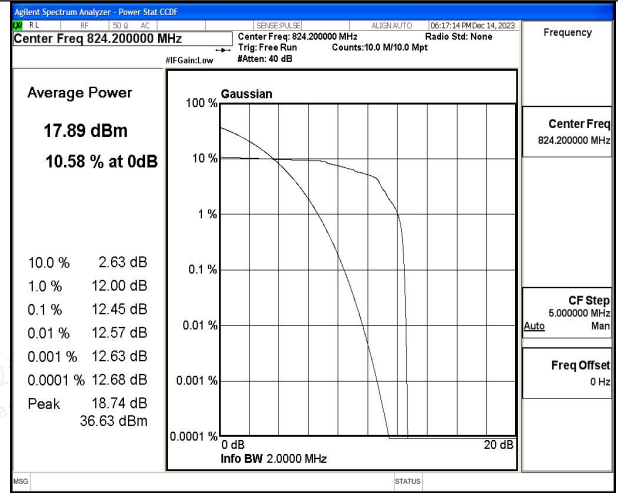 Agilent Spectrum Analyzer - Power Stat CCDF
RL RF 50 Ω AC SENSE:PULSE ALIGN AUTO 06:17:14 PM Dec 14, 2023
Center Freq 824.200000 MHz
Center Freq: 824.200000 MHz Radio Std: None
Trig: Free Run Counts:10.0 M/10.0 Mpt
#IFGain:Low #Atten: 40 dB
Frequency
Average Power
17.89 dBm
10.58 % at 0dB
10.0 % 2.63 dB
1.0 % 12.00 dB
0.1 % 12.45 dB
0.01 % 12.57 dB
0.001 % 12.63 dB
0.0001 % 12.68 dB
Peak 18.74 dB
36.63 dBm
Gaussian
100 %
10 %
1 %
0.1 %
0.01 %
0.001 %
0.0001 %
0 dB 20 dB
Info BW 2.0000 MHz
Center Freq
824.200000 MHz
CF Step
5.000000 MHz
Auto Man
Freq Offset
0 Hz
MSG STATUS